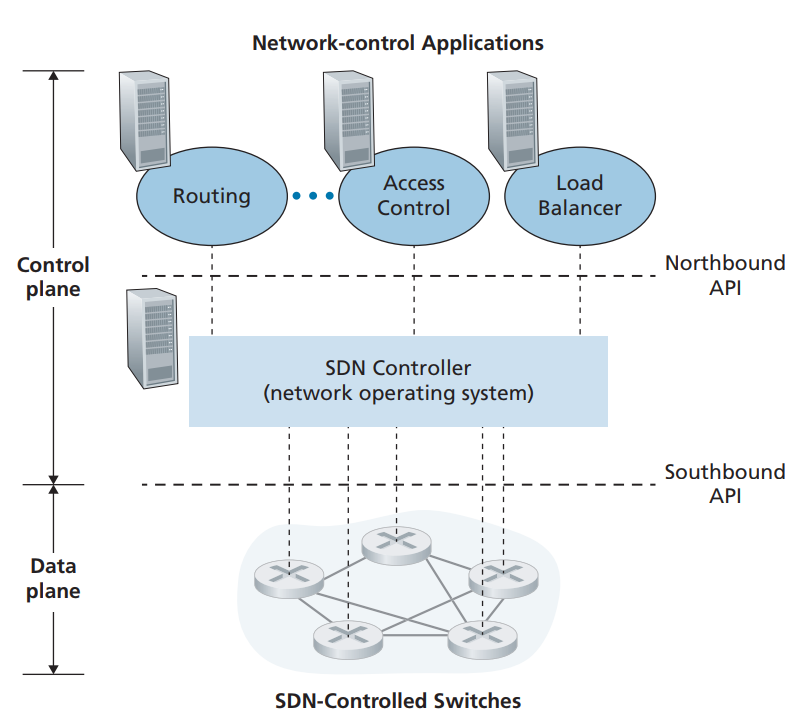 Network-control Applications
Routing
Access
Control
Load
Balancer
Control
plane
Northbound
API
SDN Controller
(network operating system)
Southbound
API
Data
plane
SDN-Controlled Switches